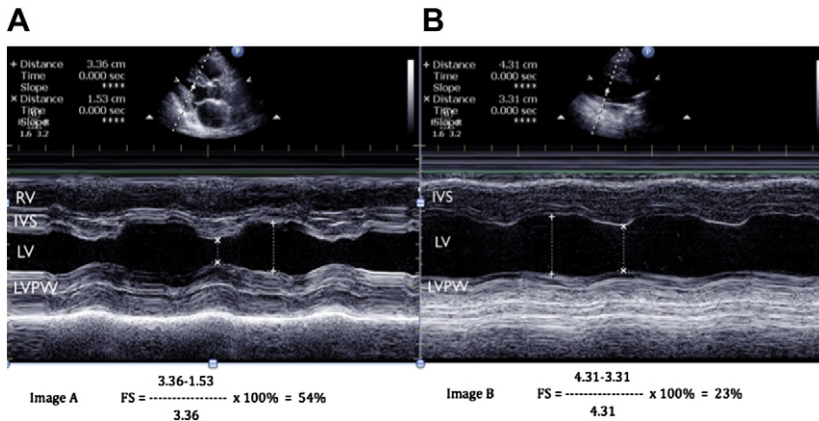 A
B
+ Distance 3.36 cm
Time 0.000 sec
Slope ****
× Distance 1.53 cm
Time 0.000 sec
Slope ****
1.6 3.2
P
RV
IVS
LV
LVPW
+ Distance 4.31 cm
Time 0.000 sec
Slope ****
× Distance 3.31 cm
Time 0.000 sec
Slope ****
1.6 3.2
P
IVS
LV
LVPW
3.36-1.53
Image A FS = ----------------- x 100% = 54%
3.36
4.31-3.31
Image B FS = ----------------- x 100% = 23%
4.31